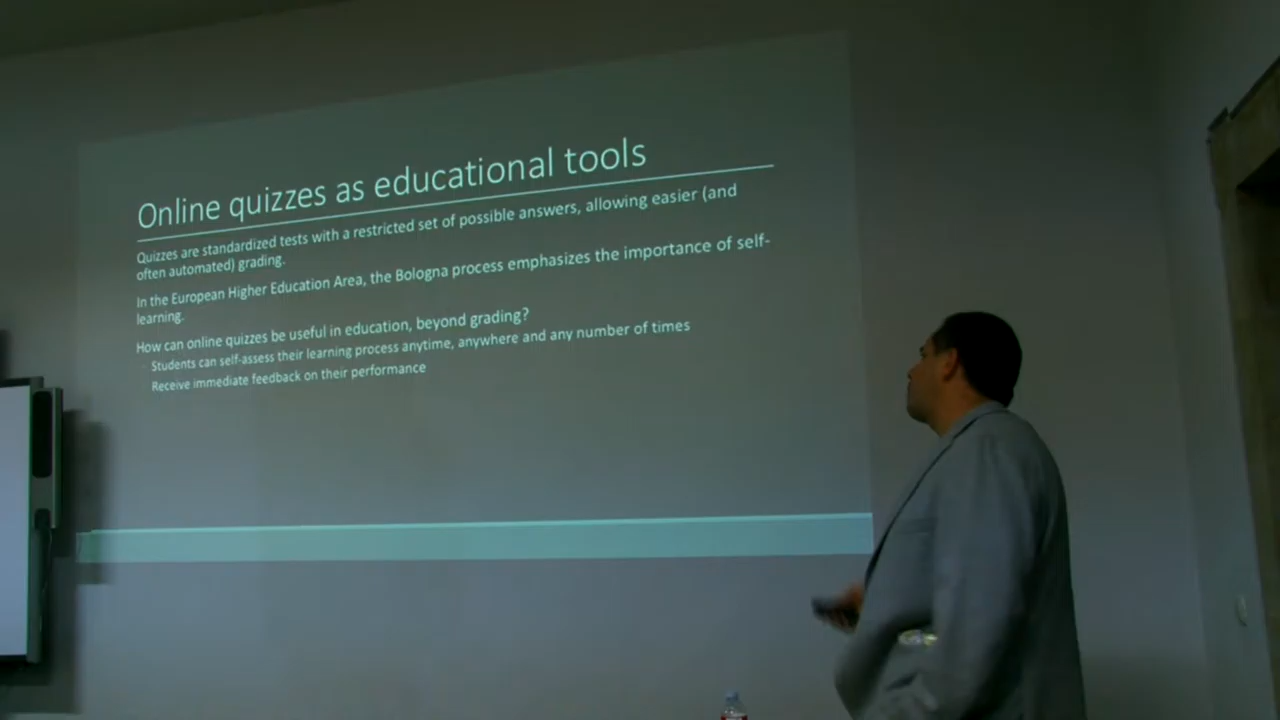 Online quizzes as educational tools
Quizzes are standardized tests with a restricted set of possible answers, allowing easier (and
often automated) grading.
In the European Higher Education Area, the Bologna process emphasizes the importance of self-
learning.
How can online quizzes be useful in education, beyond grading?
Students can self-assess their learning process anytime, anywhere and any number of times
Receive immediate feedback on their performance